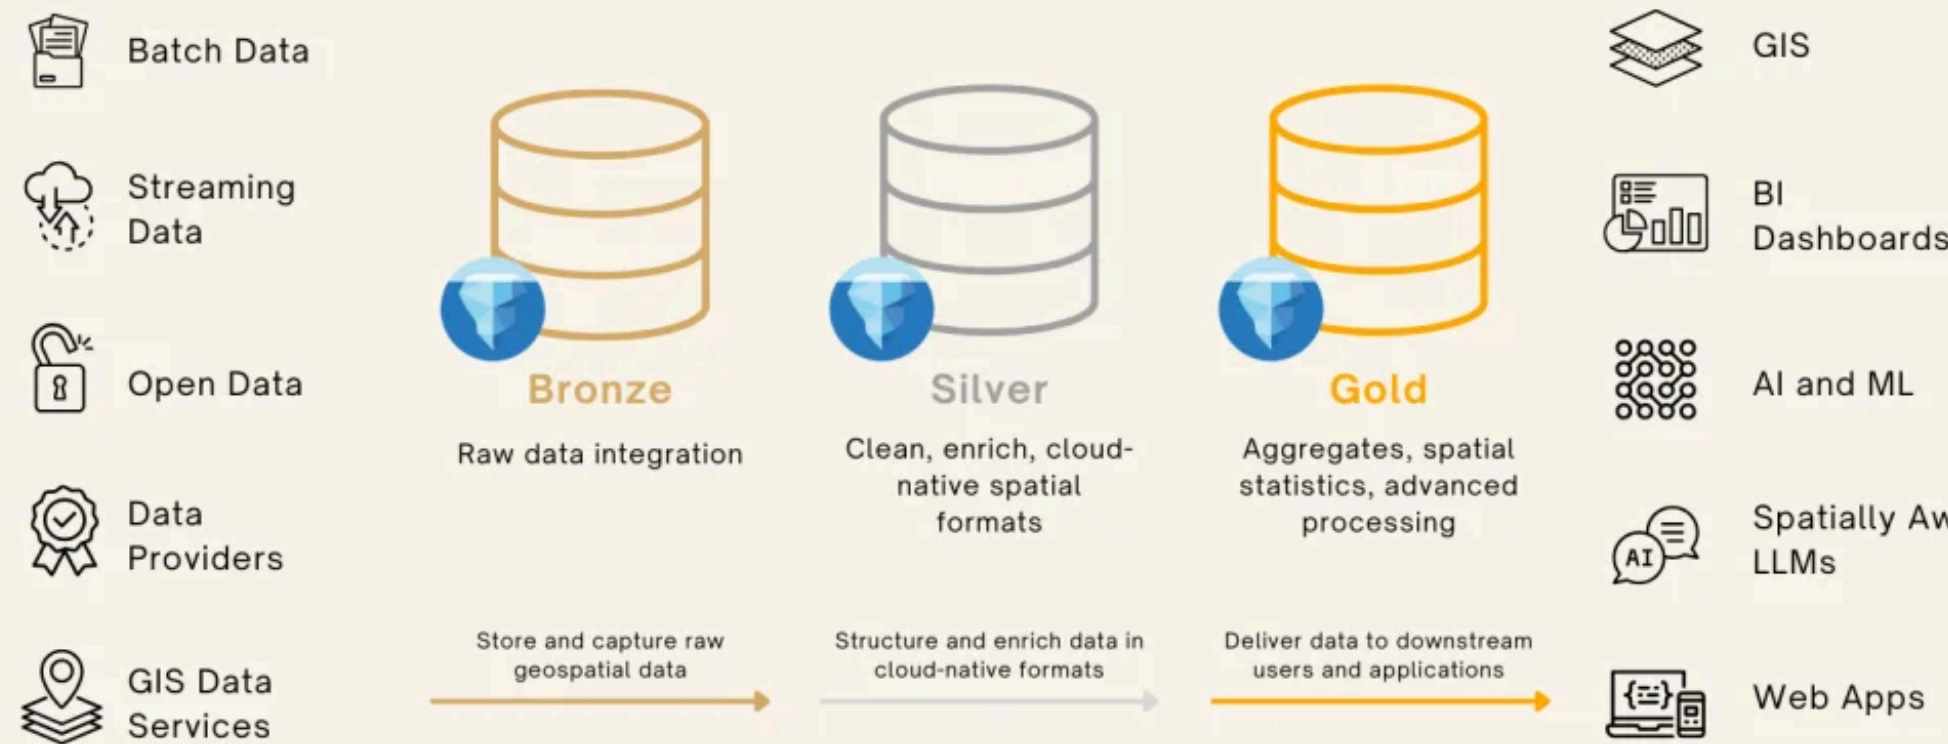 Batch Data
Streaming
Data
Open Data
Data
Providers
GIS Data
Services
Bronze
Raw data integration
Store and capture raw
geospatial data
Silver
Clean, enrich, cloud-
native spatial
formats
Structure and enrich data in
cloud-native formats
Gold
Aggregates, spatial
statistics, advanced
processing
Deliver data to downstream
users and applications
GIS
BI
Dashboards
AI and ML
AI
Spatially
LLMs
Web Apps